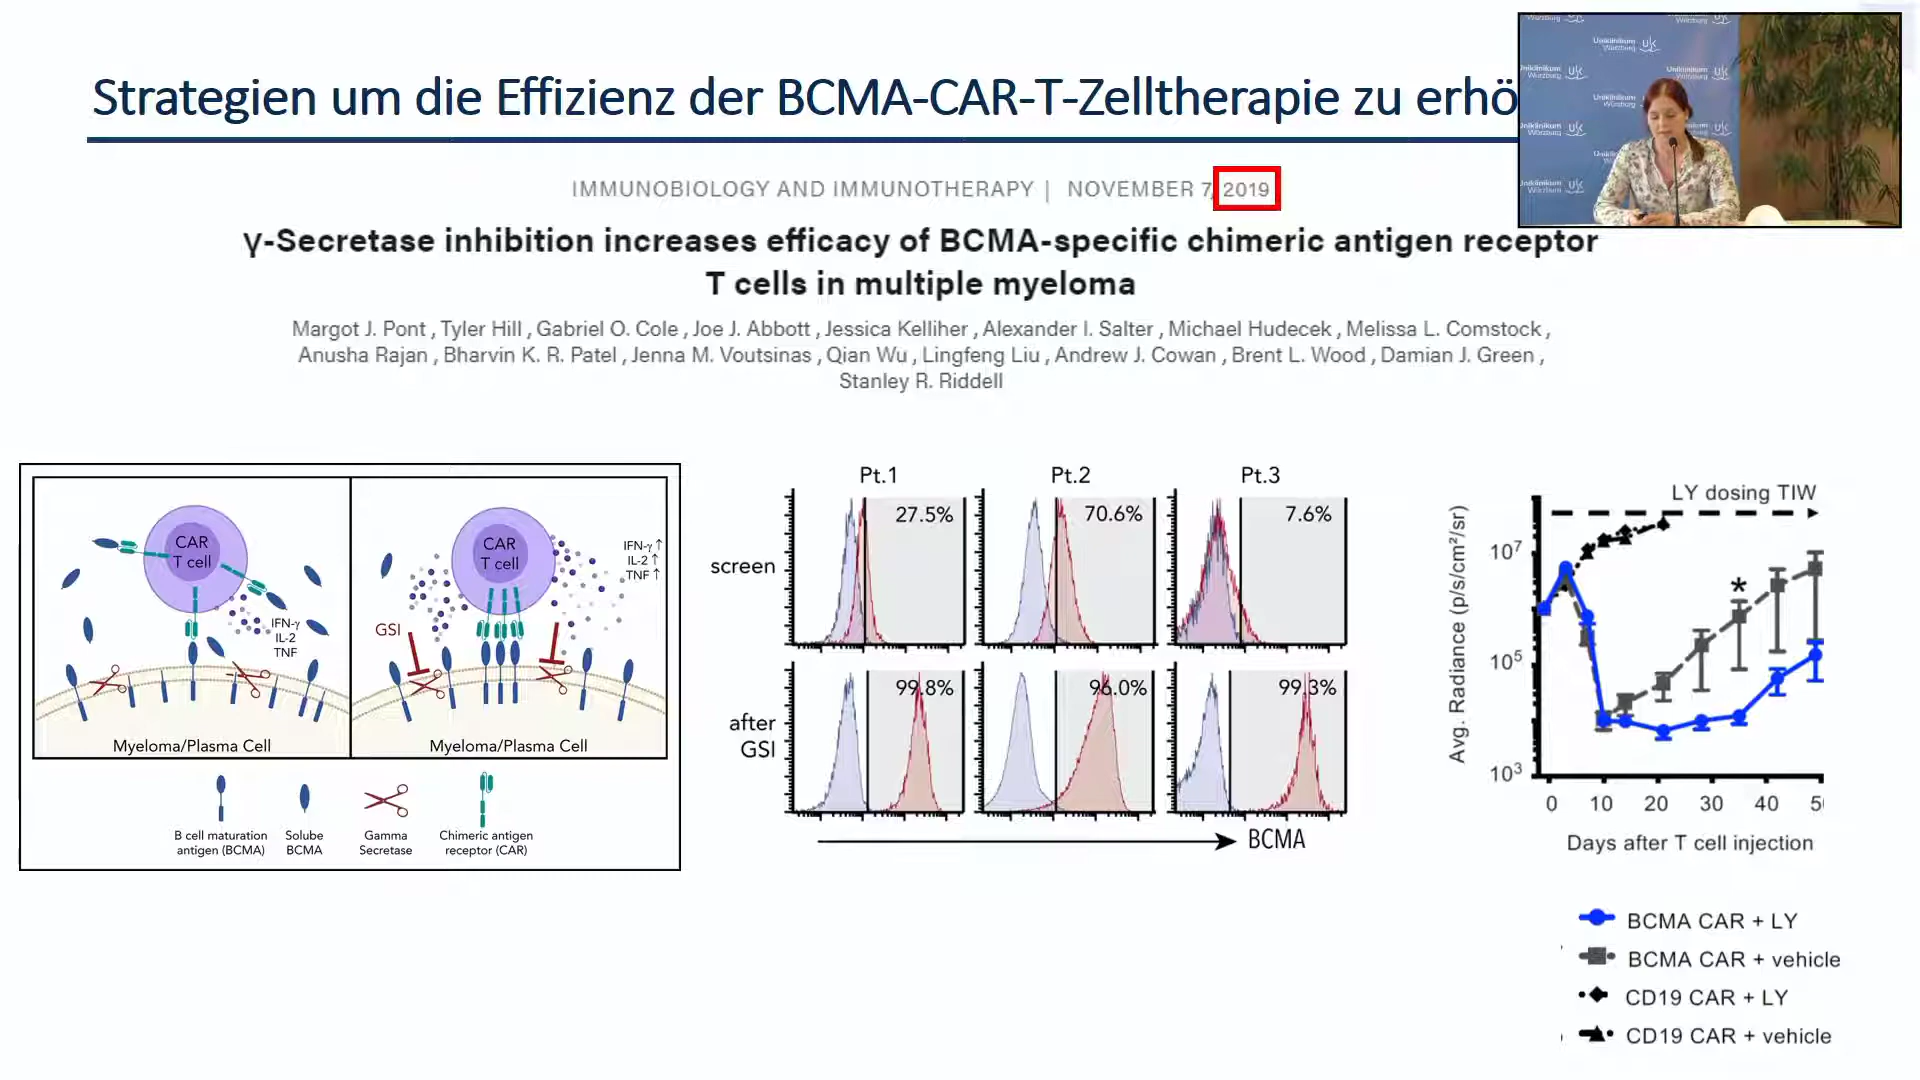 Strategien um die Effizienz der BCMA-CAR-T-Zelltherapie zu erhö
Uniklinikum
Würzburg
IMMUNOBIOLOGY AND IMMUNOTHERAPY | NOVEMBER 7, 2019
γ-Secretase inhibition increases efficacy of BCMA-specific chimeric antigen receptor
T cells in multiple myeloma
Margot J. Pont , Tyler Hill , Gabriel O. Cole , Joe J. Abbott , Jessica Kelliher , Alexander I. Salter , Michael Hudecek , Melissa L. Comstock ,
Anusha Rajan , Bharvin K. R. Patel , Jenna M. Voutsinas , Qian Wu , Lingfeng Liu , Andrew J. Cowan , Brent L. Wood , Damian J. Green ,
Stanley R. Riddell
CAR
T cell
IFN-γ
IL-2
TNF
Myeloma/Plasma Cell
CAR
T cell
IFN-γ ↑
IL-2 ↑
TNF ↑
GSI
Myeloma/Plasma Cell
B cell maturation
antigen (BCMA)
Solube
BCMA
Gamma
Secretase
Chimeric antigen
receptor (CAR)
Pt.1 Pt.2 Pt.3
screen 27.5% 70.6% 7.6%
after
GSI
99.8% 96.0% 99.3%
BCMA
LY dosing TIW
Avg. Radiance (p/s/cm²/sr)
10⁷
*
10⁵
10³
0 10 20 30 40 5
Days after T cell injection
BCMA CAR + LY
BCMA CAR + vehicle
CD19 CAR + LY
CD19 CAR + vehicle